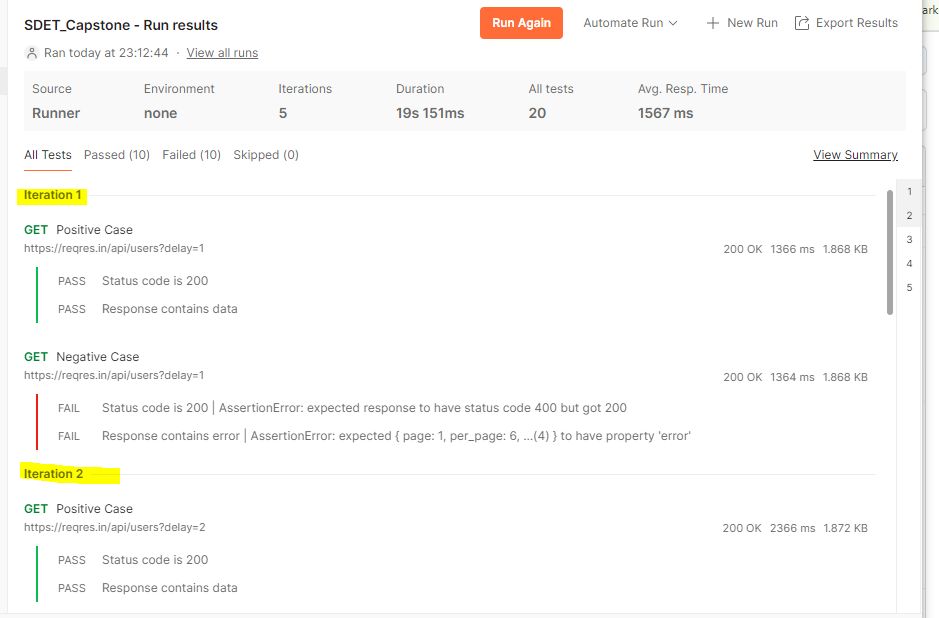 SDET_Capstone - Run results
Run Again
Automate Run
New Run
Export Results
Ran today at 23:12:44 · View all runs
Source Environment Iterations Duration All tests Avg. Resp. Time
Runner none 5 19s 151ms 20 1567 ms
All Tests Passed (10) Failed (10) Skipped (0) View Summary
Iteration 1
GET Positive Case
https://reqres.in/api/users?delay=1 200 OK 1366 ms 1.868 KB
PASS Status code is 200
PASS Response contains data
GET Negative Case
https://reqres.in/api/users?delay=1 200 OK 1364 ms 1.868 KB
FAIL Status code is 200 | AssertionError: expected response to have status code 400 but got 200
FAIL Response contains error | AssertionError: expected { page: 1, per_page: 6, …(4) } to have property 'error'
Iteration 2
GET Positive Case
https://reqres.in/api/users?delay=2 200 OK 2366 ms 1.872 KB
PASS Status code is 200
PASS Response contains data
1
2
3
4
5
ark